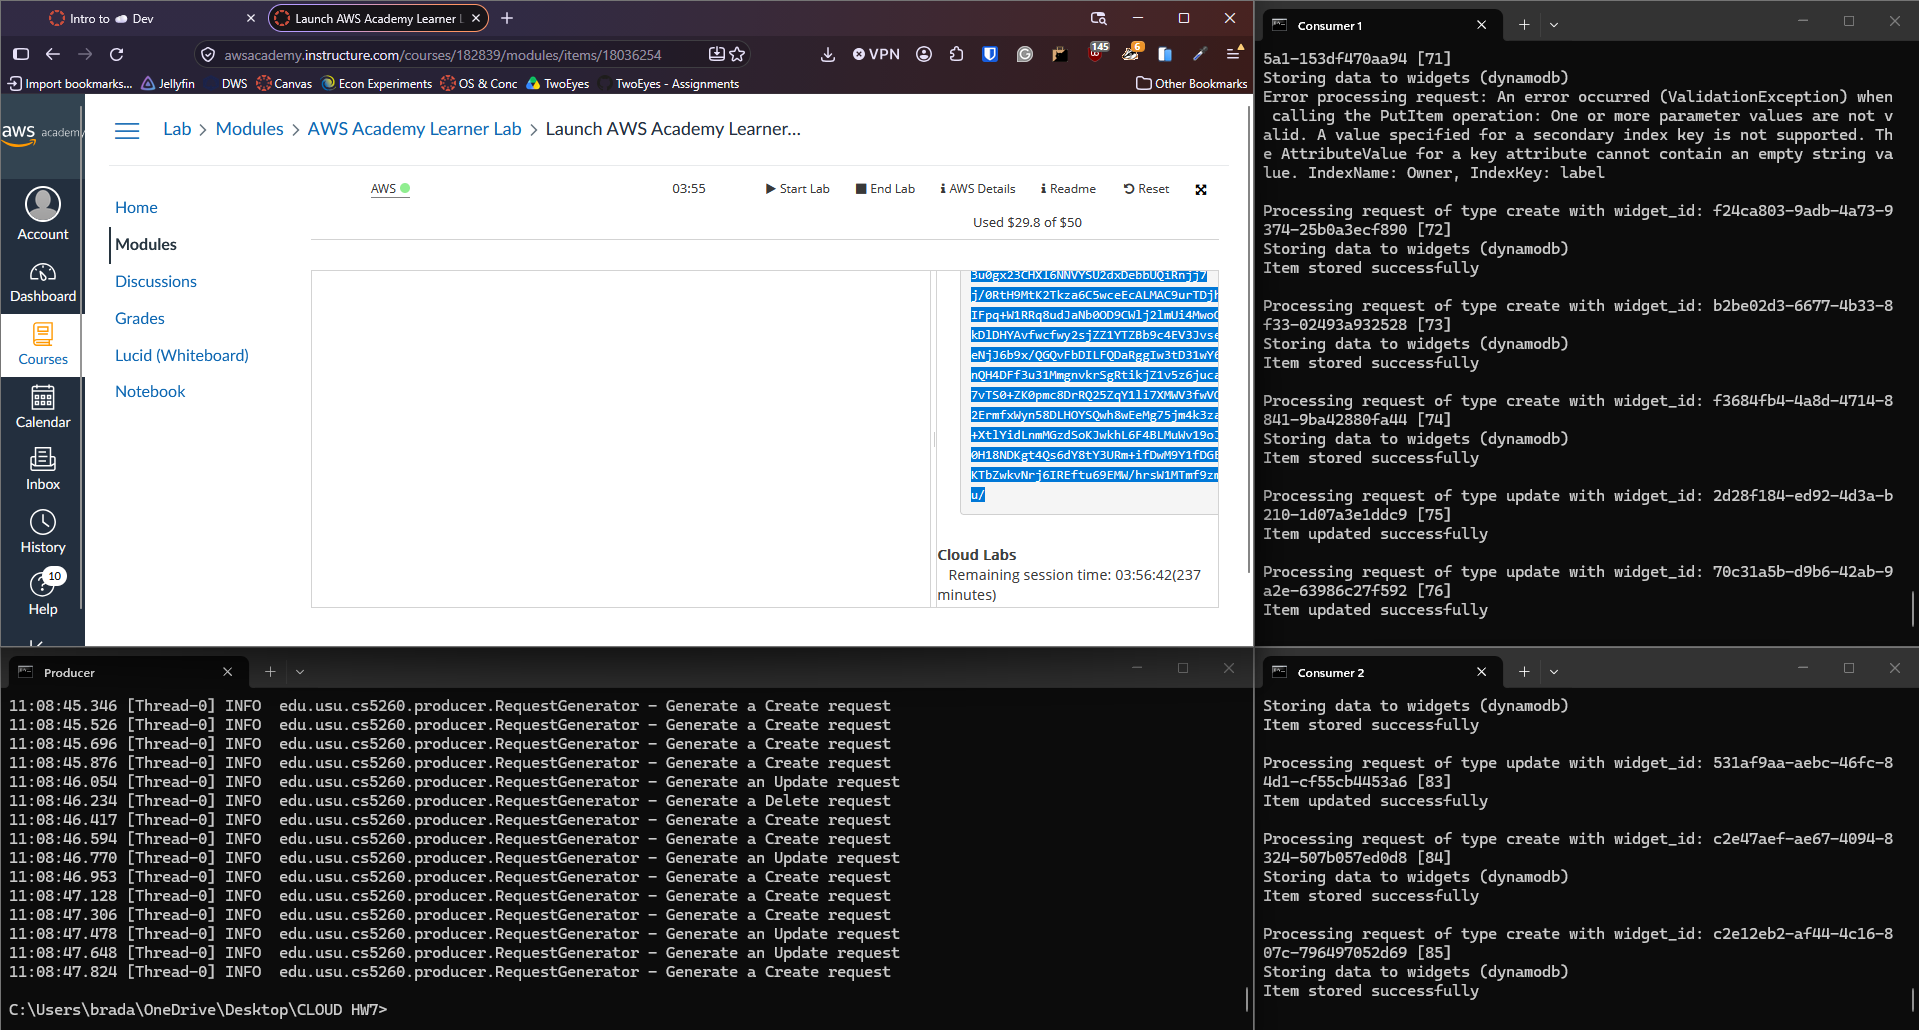 Intro to ☁ Dev
Launch AWS Academy Learner L
awsacademy.instructure.com/courses/182839/modules/items/18036254
VPN
145
6
Import bookmarks...
Jellyfin
DWS
Canvas
Econ Experiments
OS & Conc
TwoEyes
TwoEyes - Assignments
Other Bookmarks
aws academy
Account
Dashboard
Courses
Calendar
Inbox
History
10
Help
Lab > Modules > AWS Academy Learner Lab > Launch AWS Academy Learner...
Home
Modules
Discussions
Grades
Lucid (Whiteboard)
Notebook
AWS
03:55
Start Lab
End Lab
AWS Details
Readme
Reset
Used $29.8 of $50
u/
Cloud Labs
Remaining session time: 03:56:42(237
minutes)
Producer
11:08:45.346 [Thread-0] INFO  edu.usu.cs5260.producer.RequestGenerator - Generate a Create request
11:08:45.526 [Thread-0] INFO  edu.usu.cs5260.producer.RequestGenerator - Generate a Create request
11:08:45.696 [Thread-0] INFO  edu.usu.cs5260.producer.RequestGenerator - Generate a Create request
11:08:45.876 [Thread-0] INFO  edu.usu.cs5260.producer.RequestGenerator - Generate a Create request
11:08:46.054 [Thread-0] INFO  edu.usu.cs5260.producer.RequestGenerator - Generate an Update request
11:08:46.234 [Thread-0] INFO  edu.usu.cs5260.producer.RequestGenerator - Generate a Delete request
11:08:46.417 [Thread-0] INFO  edu.usu.cs5260.producer.RequestGenerator - Generate a Create request
11:08:46.594 [Thread-0] INFO  edu.usu.cs5260.producer.RequestGenerator - Generate a Create request
11:08:46.770 [Thread-0] INFO  edu.usu.cs5260.producer.RequestGenerator - Generate an Update request
11:08:46.953 [Thread-0] INFO  edu.usu.cs5260.producer.RequestGenerator - Generate a Create request
11:08:47.128 [Thread-0] INFO  edu.usu.cs5260.producer.RequestGenerator - Generate a Create request
11:08:47.306 [Thread-0] INFO  edu.usu.cs5260.producer.RequestGenerator - Generate a Create request
11:08:47.478 [Thread-0] INFO  edu.usu.cs5260.producer.RequestGenerator - Generate an Update request
11:08:47.648 [Thread-0] INFO  edu.usu.cs5260.producer.RequestGenerator - Generate an Update request
11:08:47.824 [Thread-0] INFO  edu.usu.cs5260.producer.RequestGenerator - Generate a Create request
C:\Users\brada\OneDrive\Desktop\CLOUD HW7>
Consumer 1
5a1-153df470aa94 [71]
Storing data to widgets (dynamodb)
Error processing request: An error occurred (ValidationException) when
calling the PutItem operation: One or more parameter values are not v
alid. A value specified for a secondary index key is not supported. Th
e AttributeValue for a key attribute cannot contain an empty string va
lue. IndexName: Owner, IndexKey: label
Processing request of type create with widget_id: f24ca803-9adb-4a73-9
374-25b0a3ecf890 [72]
Storing data to widgets (dynamodb)
Item stored successfully
Processing request of type create with widget_id: b2be02d3-6677-4b33-8
f33-02493a932528 [73]
Storing data to widgets (dynamodb)
Item stored successfully
Processing request of type create with widget_id: f3684fb4-4a8d-4714-8
841-9ba42880fa44 [74]
Storing data to widgets (dynamodb)
Item stored successfully
Processing request of type update with widget_id: 2d28f184-ed92-4d3a-b
210-1d07a3e1ddc9 [75]
Item updated successfully
Processing request of type update with widget_id: 70c31a5b-d9b6-42ab-9
a2e-63986c27f592 [76]
Item updated successfully
Consumer 2
Storing data to widgets (dynamodb)
Item stored successfully
Processing request of type update with widget_id: 531af9aa-aebc-46fc-8
4d1-cf55cb4453a6 [83]
Item updated successfully
Processing request of type create with widget_id: c2e47aef-ae67-4094-8
324-507b057ed0d8 [84]
Storing data to widgets (dynamodb)
Item stored successfully
Processing request of type create with widget_id: c2e12eb2-af44-4c16-8
07c-796497052d69 [85]
Storing data to widgets (dynamodb)
Item stored successfully